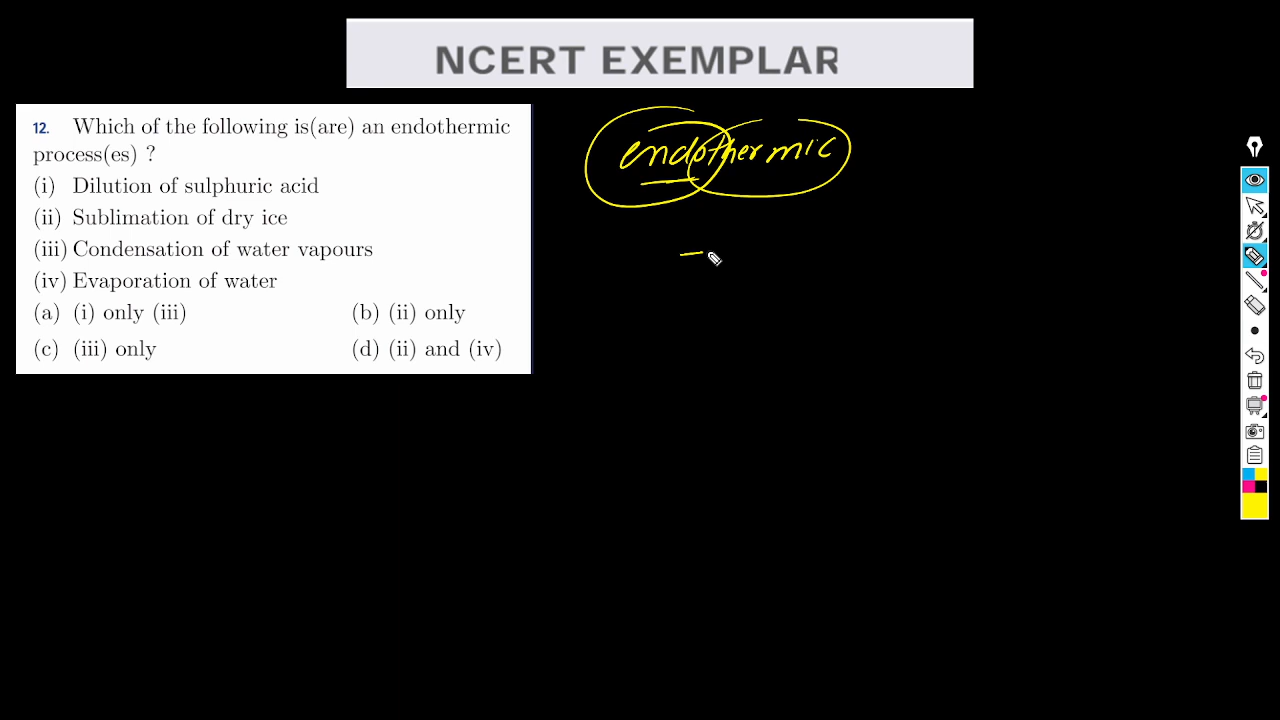 NCERT EXEMPLAR
12. Which of the following is(are) an endothermic
process(es) ?
(i) Dilution of sulphuric acid
(ii) Sublimation of dry ice
(iii) Condensation of water vapours
(iv) Evaporation of water
(a) (i) only (iii) (b) (ii) only
(c) (iii) only (d) (ii) and (iv)
endothermic